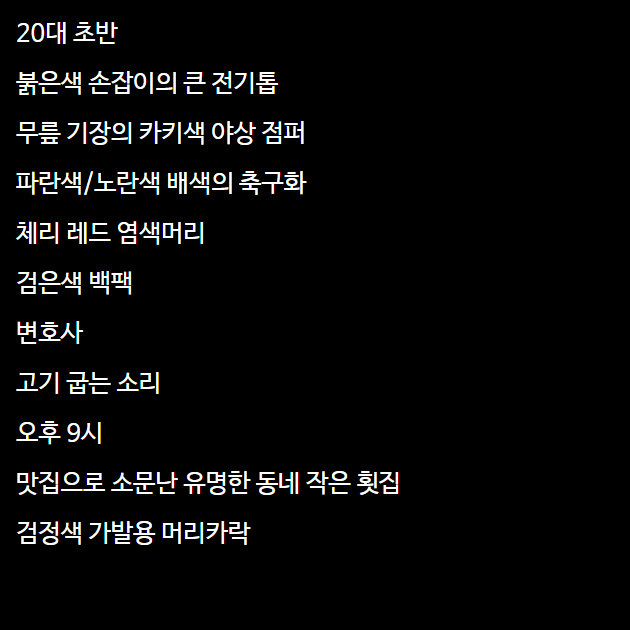 20대 초반
붉은색 손잡이의 큰 전기톱
무릎 기장의 카키색 야상 점퍼
파란색/노란색 배색의 축구화
체리 레드 염색머리
검은색 백팩
변호사
고기 굽는 소리
오후 9시
맛집으로 소문난 유명한 동네 작은 횟집
검정색 가발용 머리카락